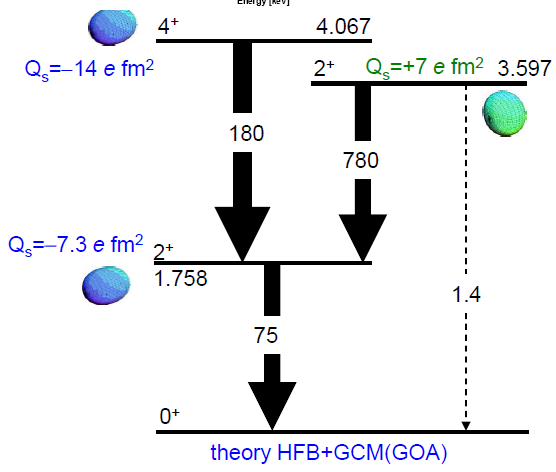 Energy [keV]
4+ 4.067
Qs=−14 e fm2
2+ Qs=+7 e fm2 3.597
180
780
Qs=−7.3 e fm2
2+
1.758
1.4
75
0+
theory HFB+GCM(GOA)